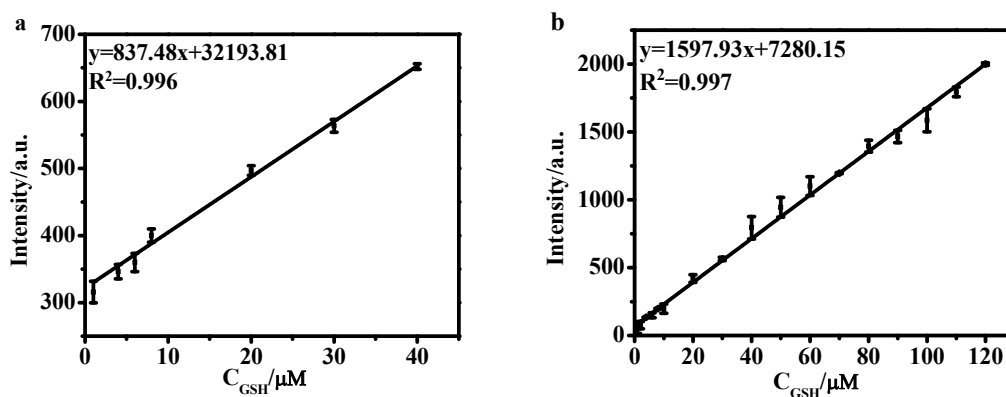 a
y=837.48x+32193.81
R²=0.996
700
600
500
400
300
0 10 20 30 40
Intensity/a.u.
C_GSH/μM
b
y=1597.93x+7280.15
R²=0.997
2000
1500
1000
500
0
0 20 40 60 80 100 120
Intensity/a.u.
C_GSH/μM